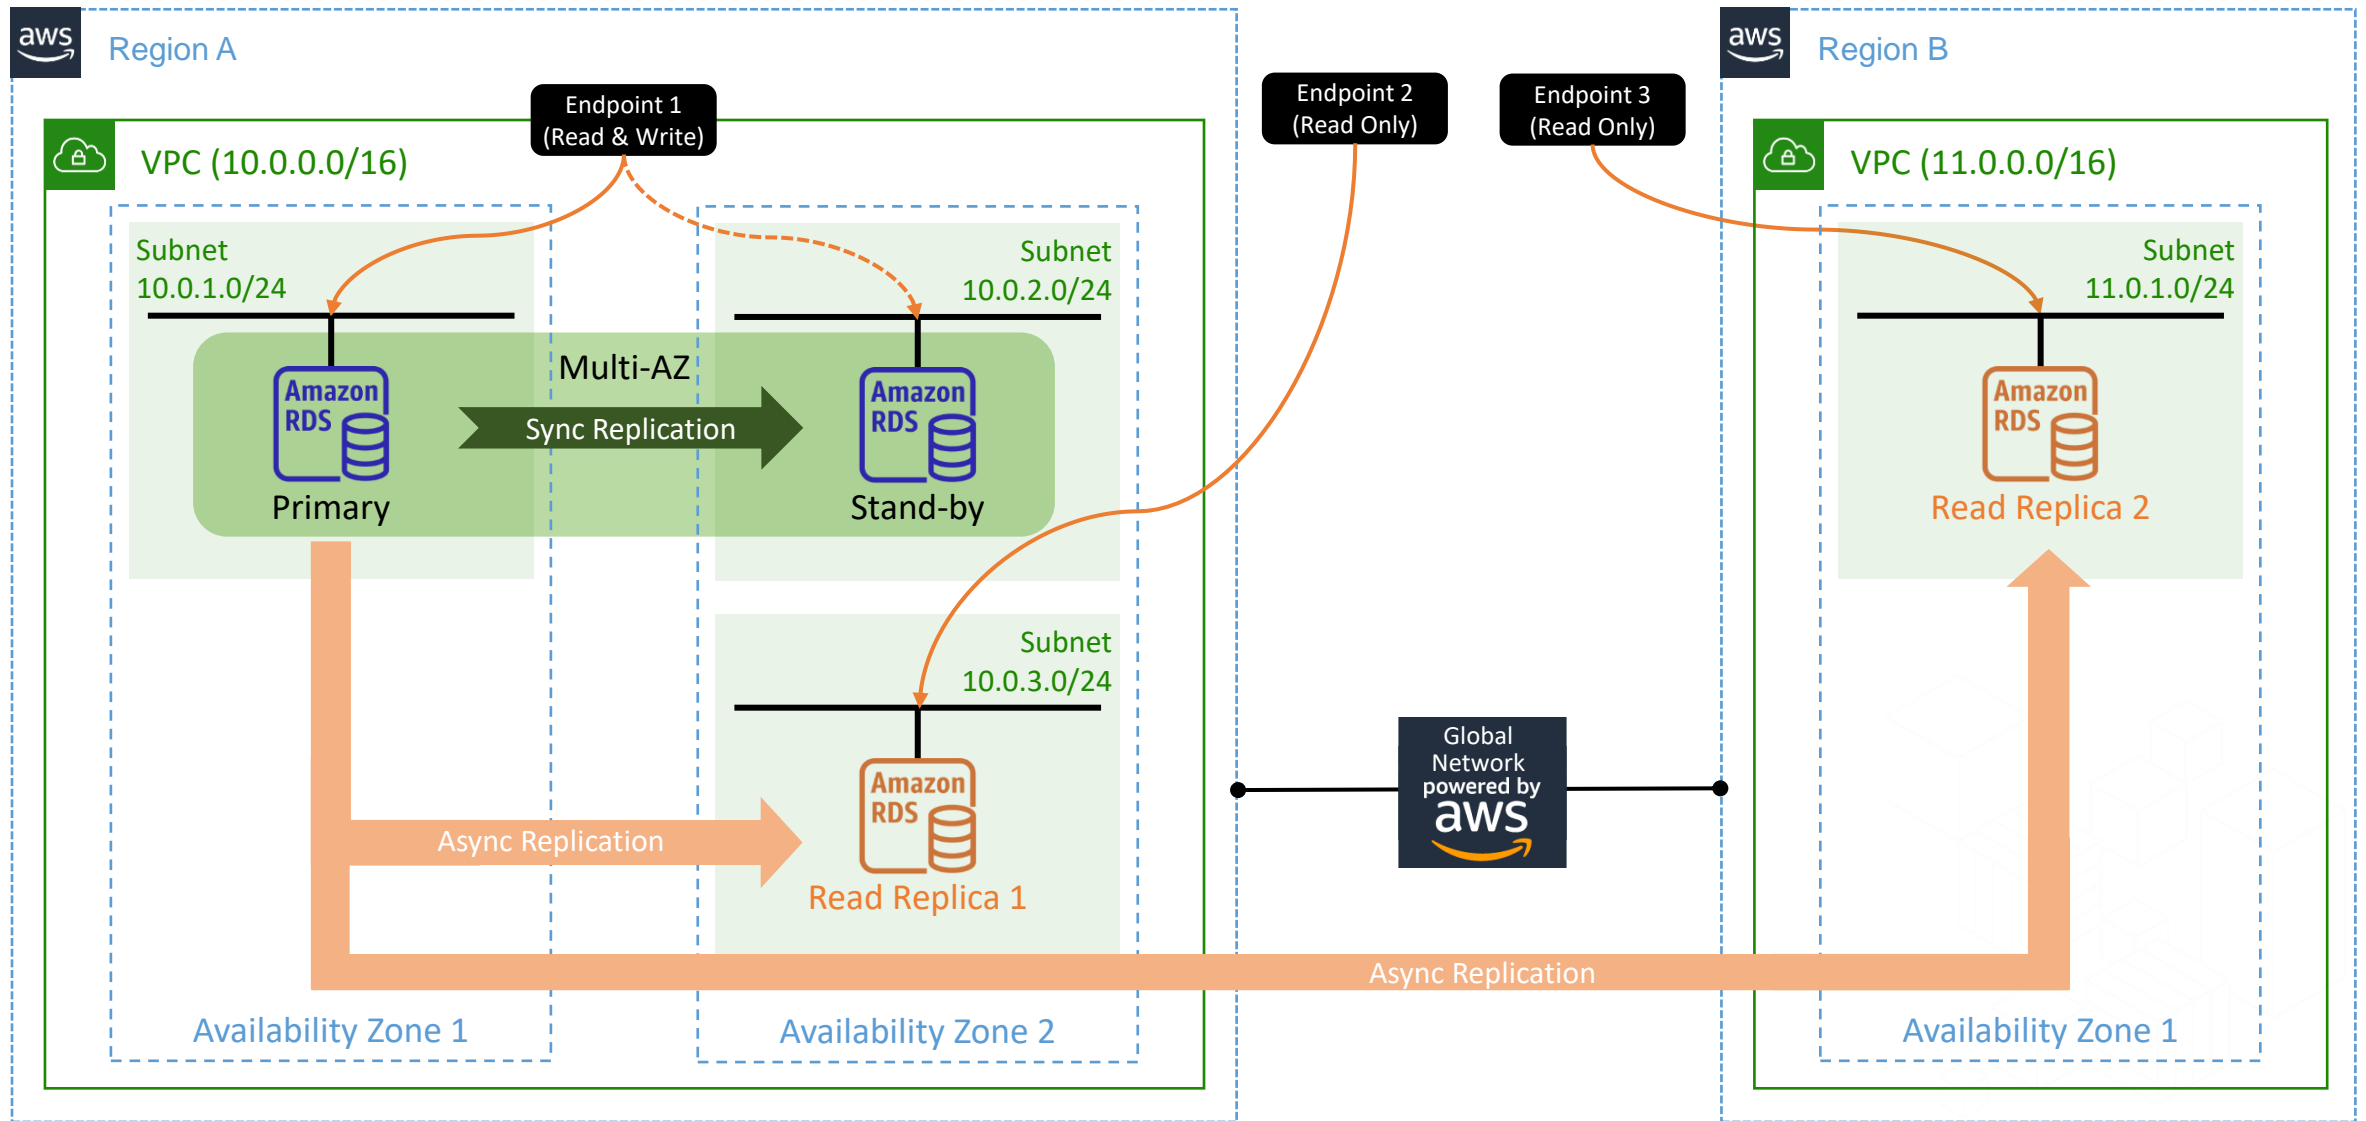 aws
Region A
Endpoint 1
(Read & Write)
VPC (10.0.0.0/16)
Subnet
10.0.1.0/24
Subnet
10.0.2.0/24
Multi-AZ
Sync Replication
Amazon
RDS
Primary
Amazon
RDS
Stand-by
Subnet
10.0.3.0/24
Amazon
RDS
Read Replica 1
Async Replication
Availability Zone 1
Availability Zone 2
Endpoint 2
(Read Only)
Endpoint 3
(Read Only)
Global
Network
powered by
aws
Async Replication
aws
Region B
VPC (11.0.0.0/16)
Subnet
11.0.1.0/24
Amazon
RDS
Read Replica 2
Availability Zone 1